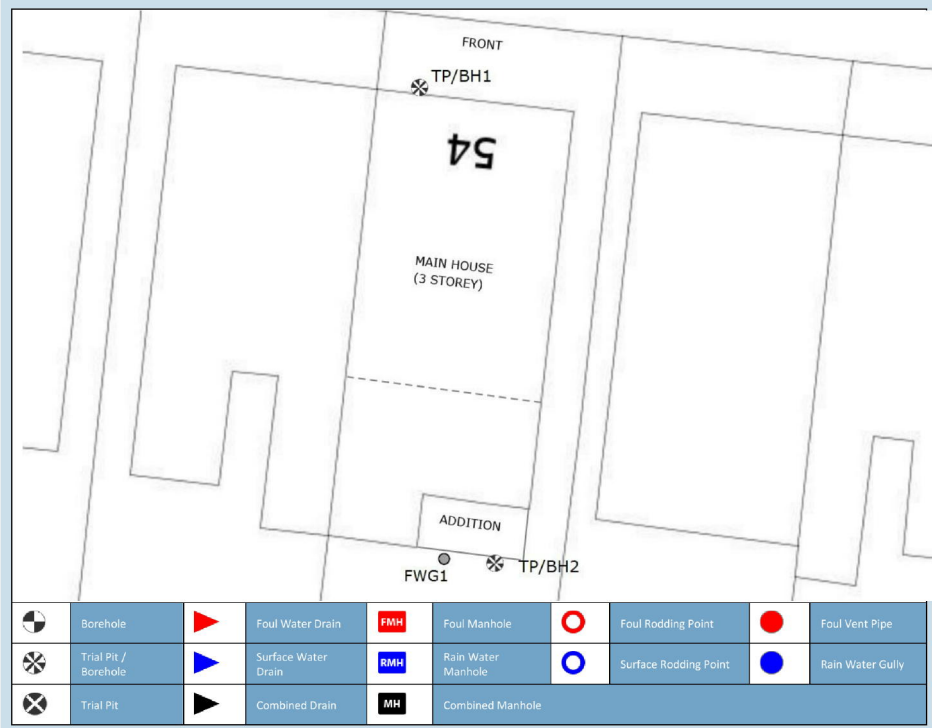 FRONT
TP/BH1
54
MAIN HOUSE
(3 STOREY)
ADDITION
FWG1
TP/BH2
Borehole
Foul Water Drain
FMH
Foul Manhole
Foul Rodding Point
Foul Vent Pipe
Trial Pit /
Borehole
Surface Water
Drain
RMH
Rain Water
Manhole
Surface Rodding Point
Rain Water Gully
Trial Pit
Combined Drain
MH
Combined Manhole